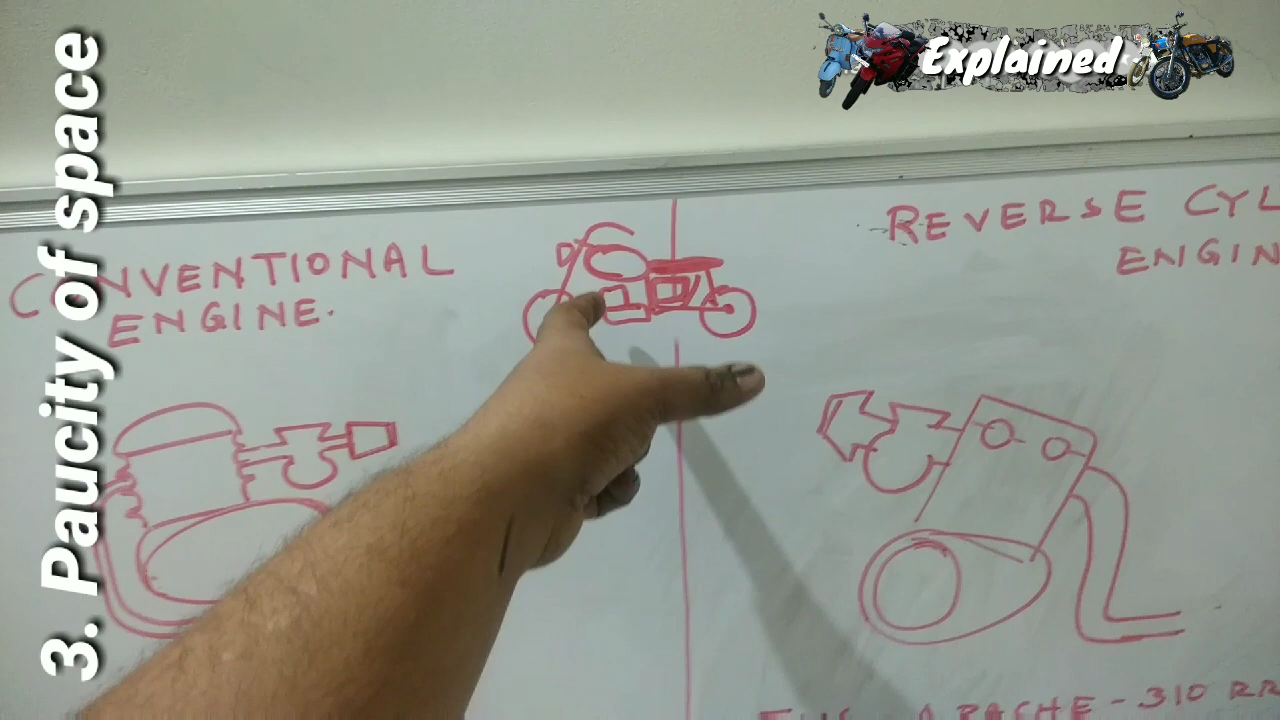 3. Paucity of space
Explained
CONVENTIONAL
ENGINE.
REVERSE CYL
ENGIN
APACHE-310 RR